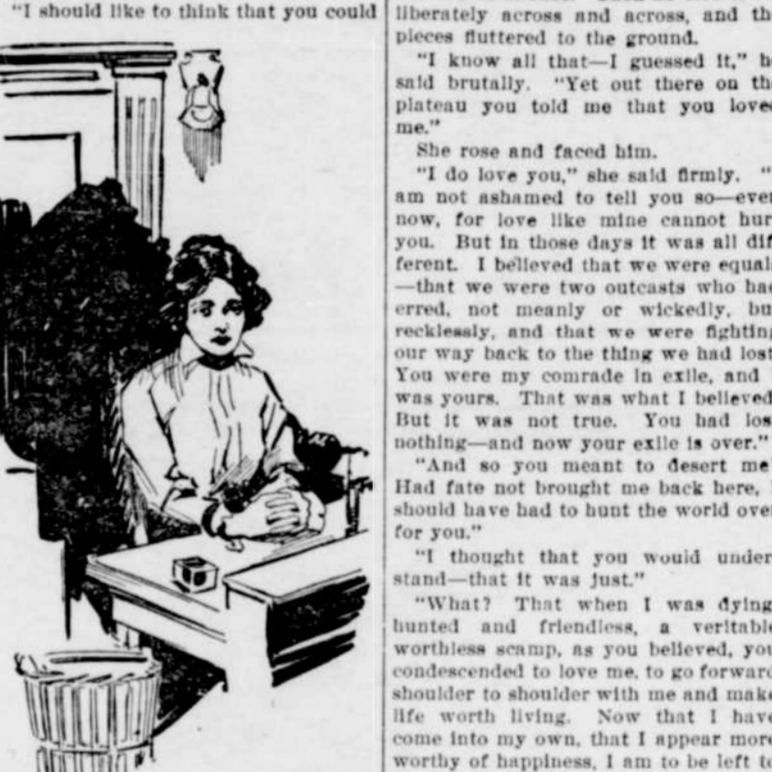 "I should like to think that you could
liberately across and across, and th
pieces fluttered to the ground.
"I know all that—I guessed it," h
said brutally. "Yet out there on th
plateau you told me that you love
me."
She rose and faced him.
"I do love you," she said firmly. "
am not ashamed to tell you so—eve
now, for love like mine cannot hur
you. But in those days it was all dif
ferent. I believed that we were equal
—that we were two outcasts who had
erred, not meanly or wickedly, bu
recklessly, and that we were fighting
our way back to the thing we had lost
You were my comrade in exile, and
was yours. That was what I believed
But it was not true. You had los
nothing—and now your exile is over."
"And so you meant to desert me
Had fate not brought me back here,
should have had to hunt the world ove
for you."
"I thought that you would under
stand—that it was just."
"What? That when I was dying
hunted and friendless, a veritable
worthless scamp, as you believed, you
condescended to love me, to go forward
shoulder to shoulder with me and make
life worth living. Now that I have
come into my own, that I appear more
worthy of happiness, I am to be left to